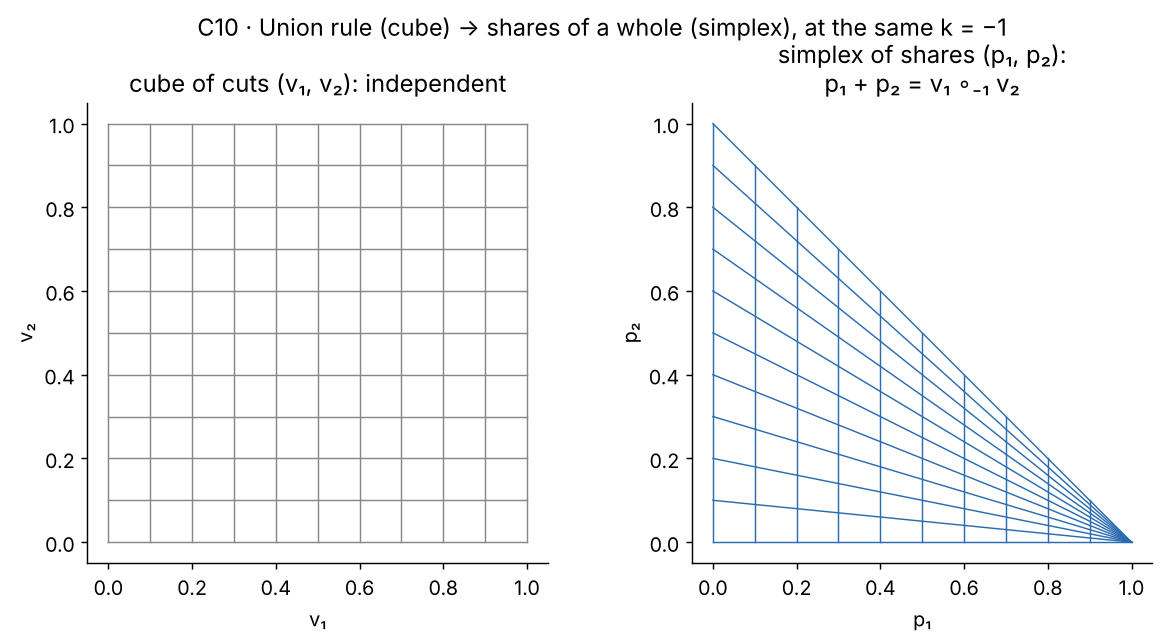 C10 · Union rule (cube) → shares of a whole (simplex), at the same k = −1
cube of cuts (v₁, v₂): independent
1.0
0.8
0.6
0.4
0.2
0.0
v₂
0.0 0.2 0.4 0.6 0.8 1.0
v₁
simplex of shares (p₁, p₂):
p₁ + p₂ = v₁ ∘₋₁ v₂
1.0
0.8
0.6
0.4
0.2
0.0
p₂
0.0 0.2 0.4 0.6 0.8 1.0
p₁